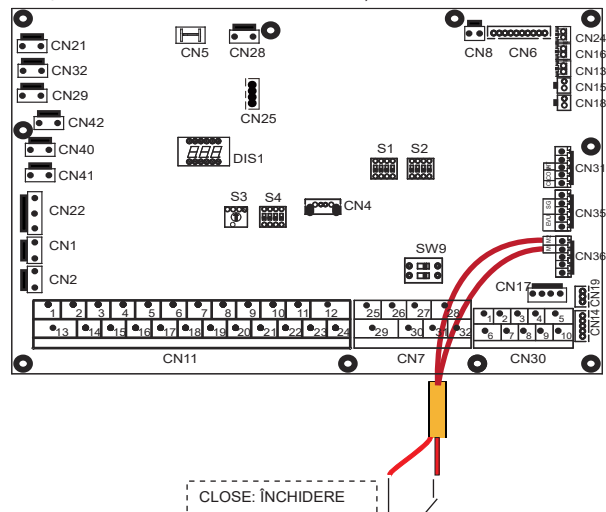 CN21
CN32
CN29
CN42
CN40
CN41
CN22
CN1
CN2
CN5
CN28
CN25
DIS1
S3
S4
CN4
S1
S2
SW9
CN8
CN6
CN24
CN16
CN13
CN15
CN18
CN31
SG
EVU
CN35
M1 M2
CN36
CN17
CN19
CN14
1 2 3 4 5 6 7 8 9 10 11 12
13 14 15 16 17 18 19 20 21 22 23 24
25 26 27 28
29 30 31 32
1 2 3 4 5
6 7 8 9 10
CN11
CN7
CN30
CLOSE: ÎNCHIDERE